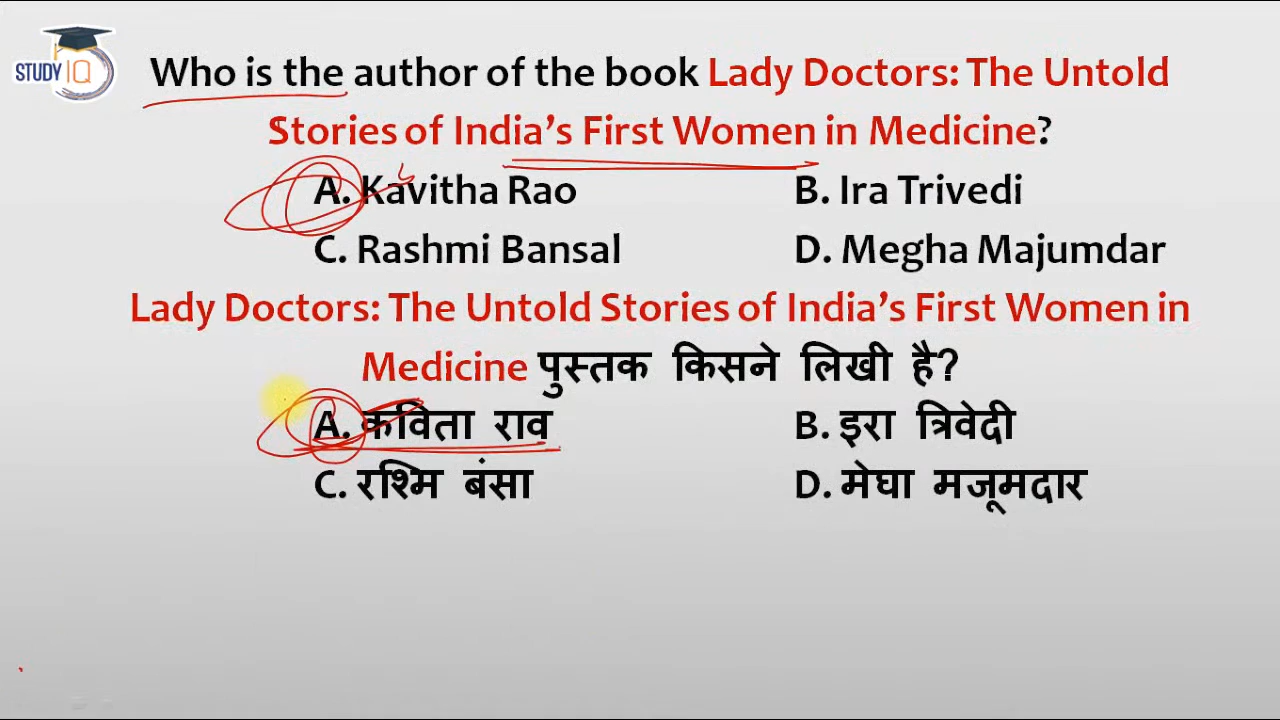 STUDY IQ
Who is the author of the book Lady Doctors: The Untold
Stories of India's First Women in Medicine?
A. Kavitha Rao B. Ira Trivedi
C. Rashmi Bansal D. Megha Majumdar
Lady Doctors: The Untold Stories of India's First Women in
Medicine पुस्तक किसने लिखी है?
A. कविता राव B. इरा त्रिवेदी
C. रश्मि बंसा D. मेघा मजूमदार